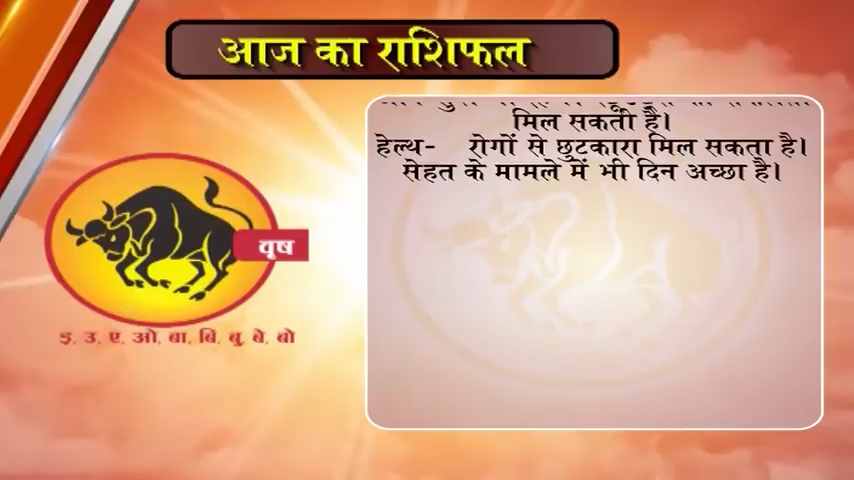 आज का राशिफल
मिल सकती है।
हेल्थ- रोगों से छुटकारा मिल सकता है।
सेहत के मामले में भी दिन अच्छा है।
वृष
इ, उ, ए, ओ, बा, बि, बु, बे, बो